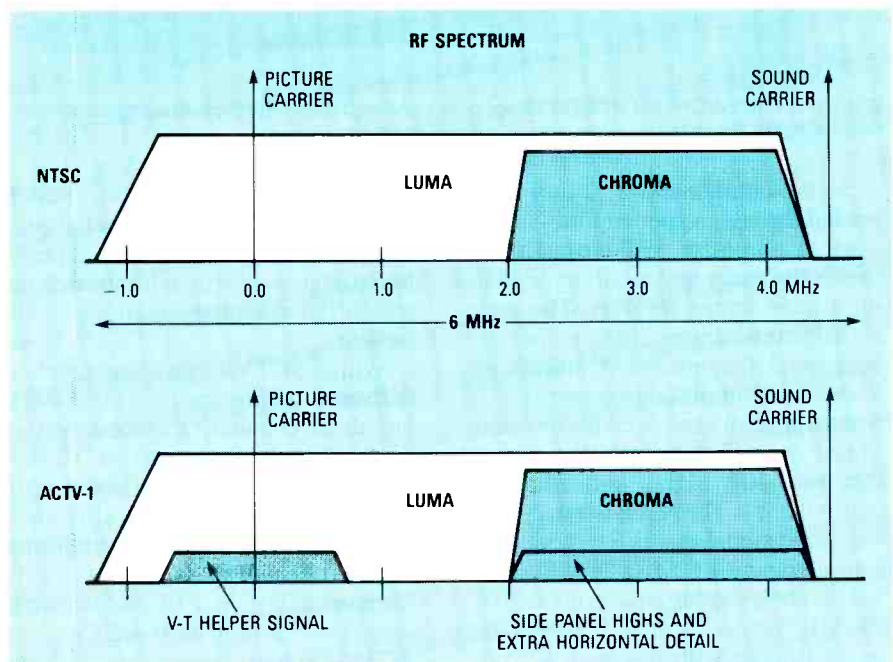 RF SPECTRUM
PICTURE
CARRIER
SOUND
CARRIER
NTSC
LUMA
CHROMA
–1.0
0.0
1.0
2.0
3.0
4.0 MHz
6 MHz
PICTURE
CARRIER
SOUND
CARRIER
ACTV-1
LUMA
CHROMA
V-T HELPER SIGNAL
SIDE PANEL HIGHS AND
EXTRA HORIZONTAL DETAIL